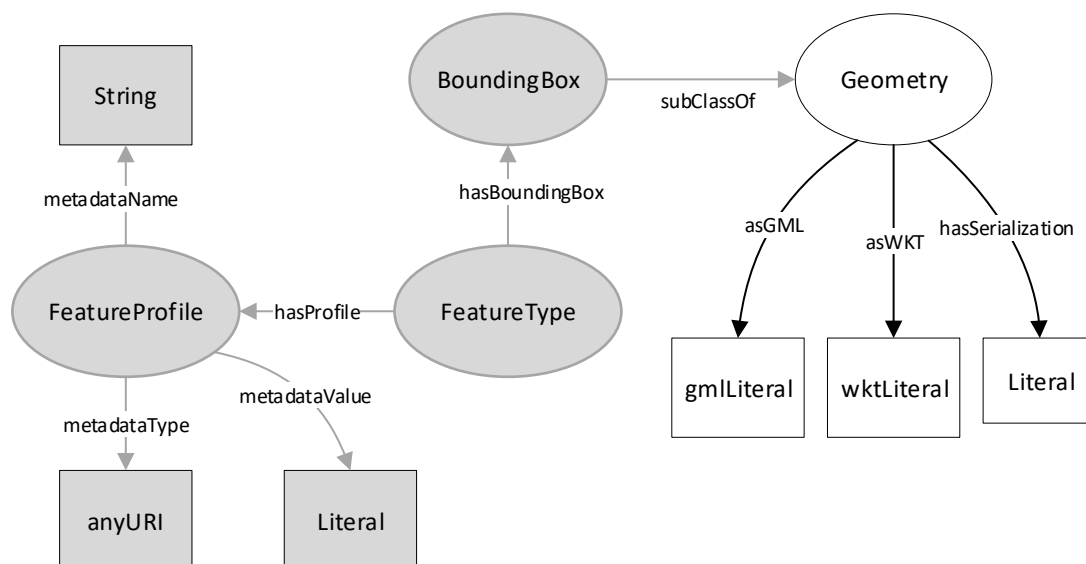 BoundingBox
Geometry
String
subClassOf
metadataName
hasBoundingBox
asGML
asWKT
hasSerialization
FeatureProfile
hasProfile
FeatureType
gmlLiteral
wktLiteral
Literal
metadataValue
metadataType
anyURI
Literal